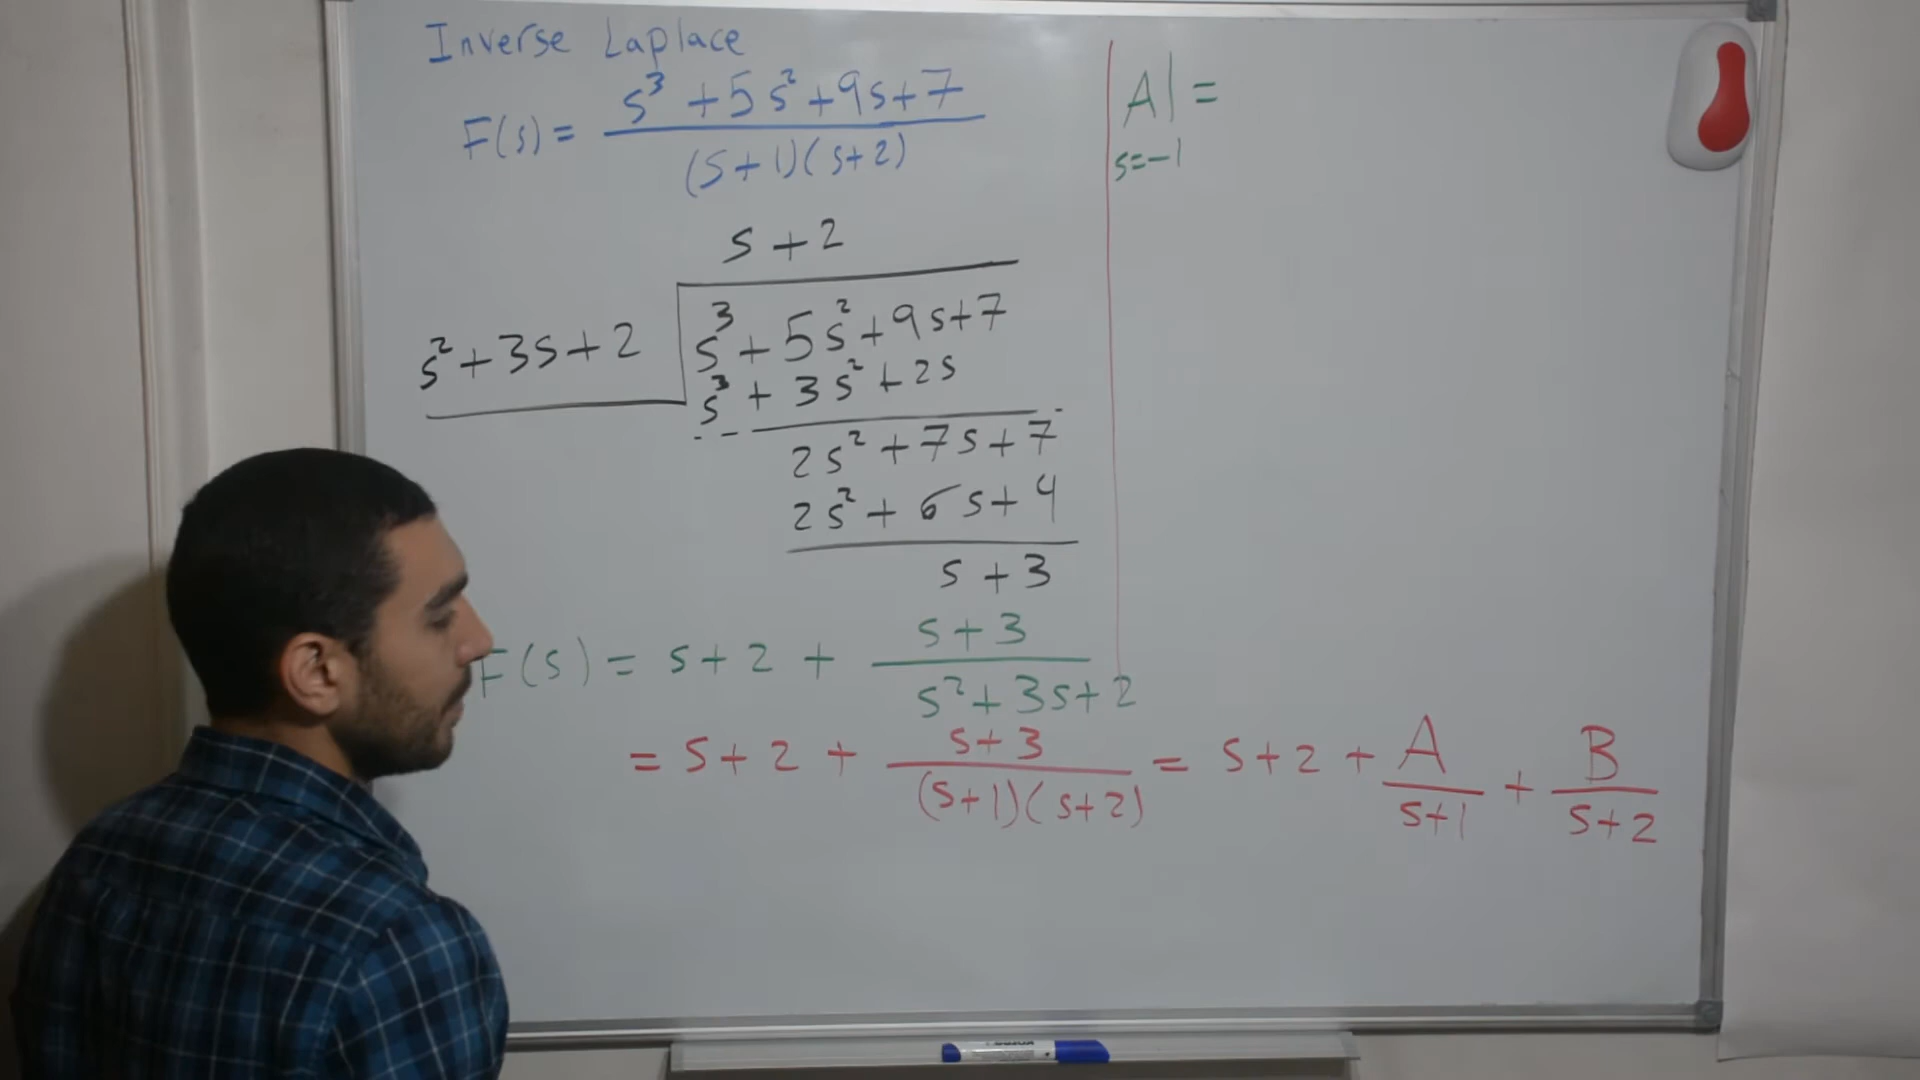 Inverse Laplace
F(s) = s³ + 5s² + 9s + 7 / (s + 1)(s + 2)
s + 2
s² + 3s + 2 | s³ + 5s² + 9s + 7
s³ + 3s² + 2s
2s² + 7s + 7
2s² + 6s + 4
s + 3
F(s) = s + 2 + s + 3 / s² + 3s + 2
= s + 2 + s + 3 / (s + 1)(s + 2) = s + 2 + A / s + 1 + B / s + 2
A| =
s = -1